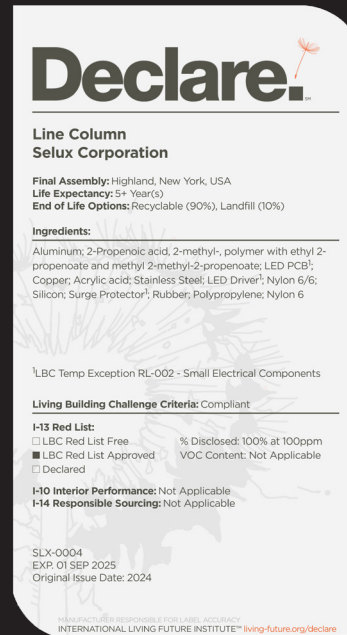 Declare.
SM
Line Column
Selux Corporation
Final Assembly: Highland, New York, USA
Life Expectancy: 5+ Year(s)
End of Life Options: Recyclable (90%), Landfill (10%)
Ingredients:
Aluminum; 2-Propenoic acid, 2-methyl-, polymer with ethyl 2-
propenoate and methyl 2-methyl-2-propenoate; LED PCB¹;
Copper; Acrylic acid; Stainless Steel; LED Driver¹; Nylon 6/6;
Silicon; Surge Protector¹; Rubber; Polypropylene; Nylon 6
¹LBC Temp Exception RL-002 - Small Electrical Components
Living Building Challenge Criteria: Compliant
I-13 Red List:
☐ LBC Red List Free % Disclosed: 100% at 100ppm
■ LBC Red List Approved VOC Content: Not Applicable
☐ Declared
I-10 Interior Performance: Not Applicable
I-14 Responsible Sourcing: Not Applicable
SLX-0004
EXP. 01 SEP 2025
Original Issue Date: 2024
MANUFACTURER RESPONSIBLE FOR LABEL ACCURACY
INTERNATIONAL LIVING FUTURE INSTITUTE™ living-future.org/declare